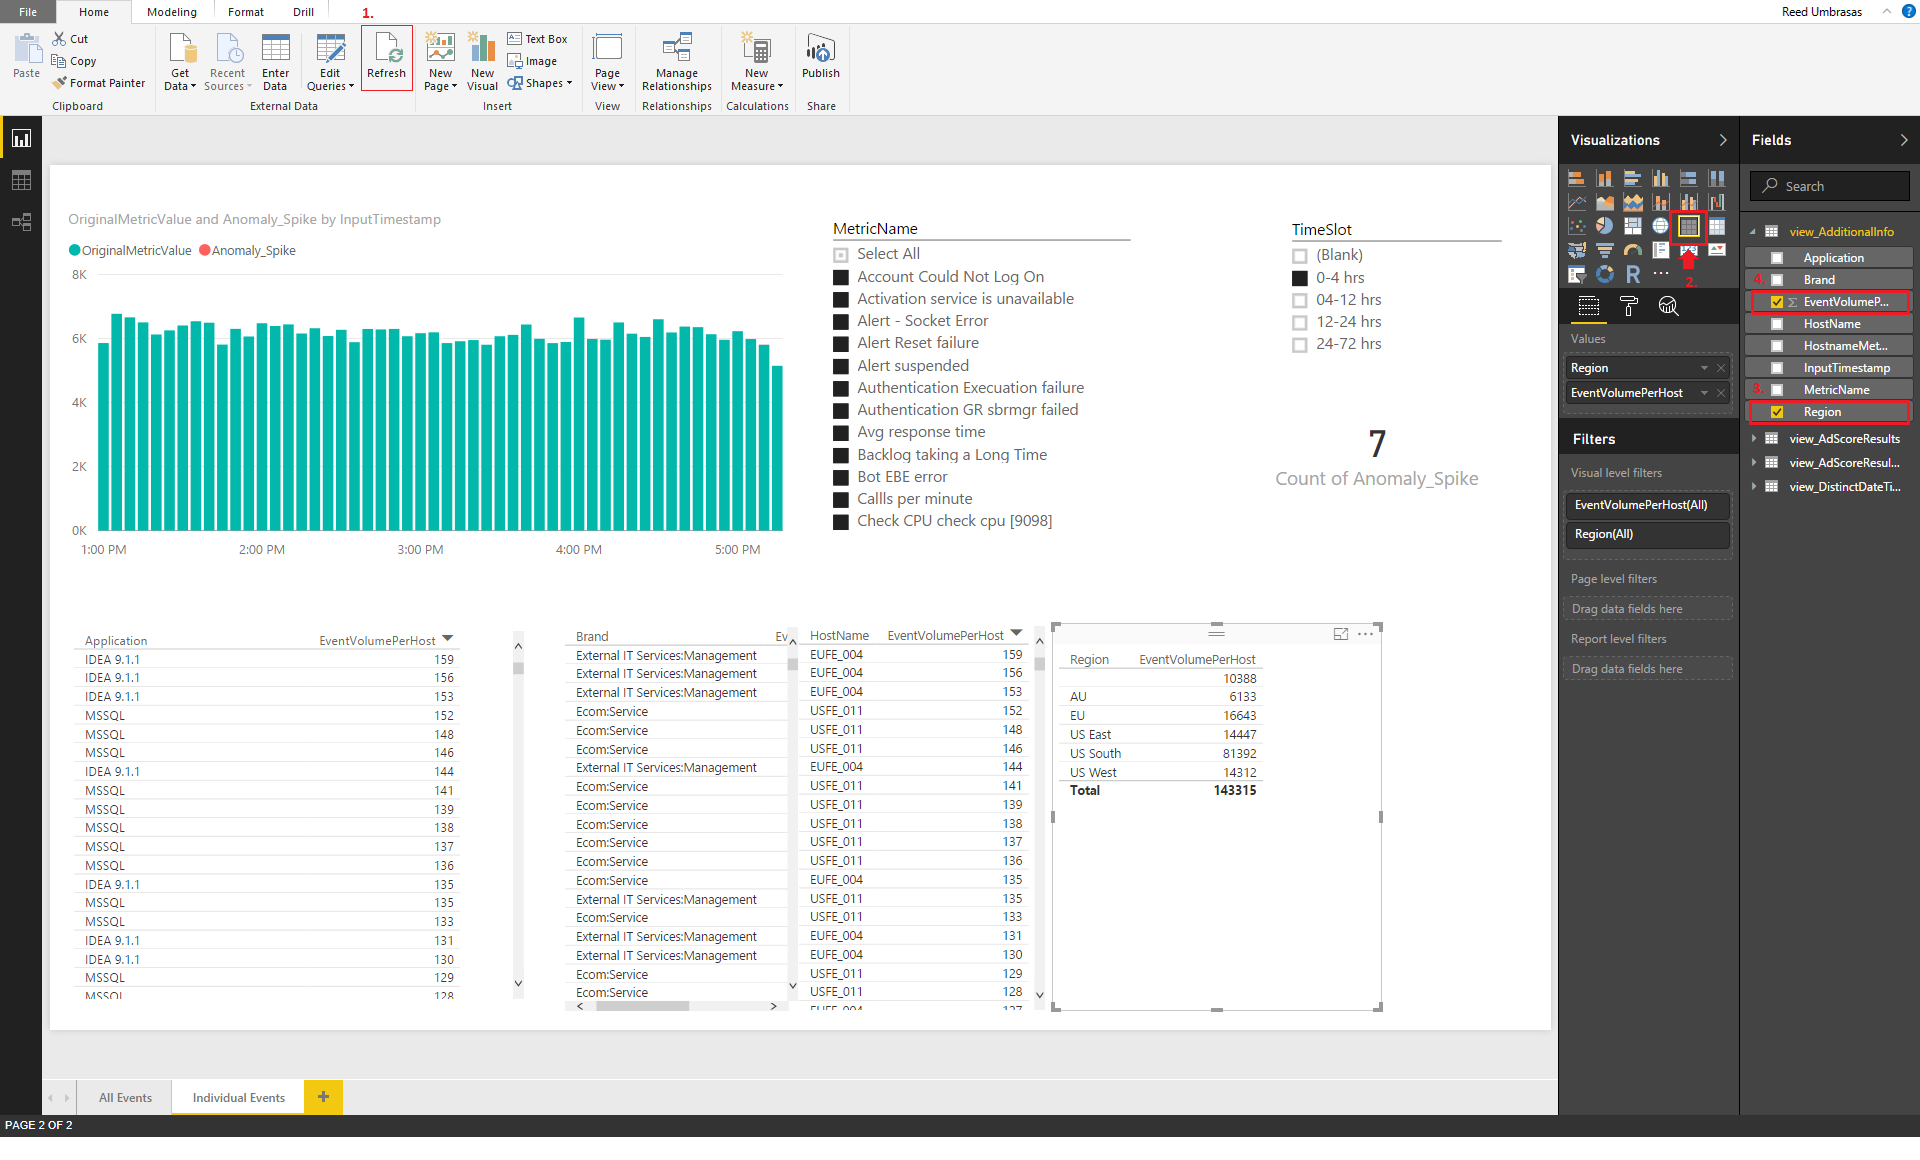 File Home Modeling Format Drill 1. Reed Umbrasas ?
Paste Cut Copy Format Painter
Get Data Recent Sources Enter Data Edit Queries Refresh
New Page New Visual Text Box Image Shapes
Page View Manage Relationships New Measure Publish
Clipboard External Data Insert View Relationships Calculations Share
OriginalMetricValue and Anomaly_Spike by InputTimestamp
OriginalMetricValue Anomaly_Spike
8K
6K
4K
2K
0K
1:00 PM 2:00 PM 3:00 PM 4:00 PM 5:00 PM
MetricName
Select All
Account Could Not Log On
Activation service is unavailable
Alert - Socket Error
Alert Reset failure
Alert suspended
Authentication Execuation failure
Authentication GR sbrmgr failed
Avg response time
Backlog taking a Long Time
Bot EBE error
Callls per minute
Check CPU check cpu [9098]
TimeSlot
(Blank)
0-4 hrs
04-12 hrs
12-24 hrs
24-72 hrs
7
Count of Anomaly_Spike
Application EventVolumePerHost
IDEA 9.1.1 159
IDEA 9.1.1 156
IDEA 9.1.1 153
MSSQL 152
MSSQL 148
MSSQL 146
IDEA 9.1.1 144
MSSQL 141
MSSQL 139
MSSQL 138
MSSQL 137
MSSQL 136
IDEA 9.1.1 135
MSSQL 135
MSSQL 133
IDEA 9.1.1 131
IDEA 9.1.1 130
MSSQL 129
MSSQL 128
Brand Ev
External IT Services:Management
External IT Services:Management
External IT Services:Management
Ecom:Service
Ecom:Service
Ecom:Service
External IT Services:Management
Ecom:Service
Ecom:Service
Ecom:Service
Ecom:Service
Ecom:Service
Ecom:Service
External IT Services:Management
Ecom:Service
External IT Services:Management
External IT Services:Management
Ecom:Service
Ecom:Service
HostName EventVolumePerHost
EUFE_004 159
EUFE_004 156
EUFE_004 153
USFE_011 152
USFE_011 148
USFE_011 146
EUFE_004 144
USFE_011 141
USFE_011 139
USFE_011 138
USFE_011 137
USFE_011 136
EUFE_004 135
USFE_011 135
USFE_011 133
EUFE_004 131
EUFE_004 130
USFE_011 129
USFE_011 128
EUFE_004 127
Region EventVolumePerHost
10388
AU 6133
EU 16643
US East 14447
US South 81392
US West 14312
Total 143315
Visualizations
R
2.
Values
Region
EventVolumePerHost
Filters
Visual level filters
EventVolumePerHost(All)
Region(All)
Page level filters
Drag data fields here
Report level filters
Drag data fields here
Fields
Search
view_AdditionalInfo
Application
4. Brand
Σ EventVolumeP...
HostName
HostnameMet...
InputTimestamp
3. MetricName
Region
view_AdScoreResults
view_AdScoreResul...
view_DistinctDateTi...
All Events Individual Events +
PAGE 2 OF 2